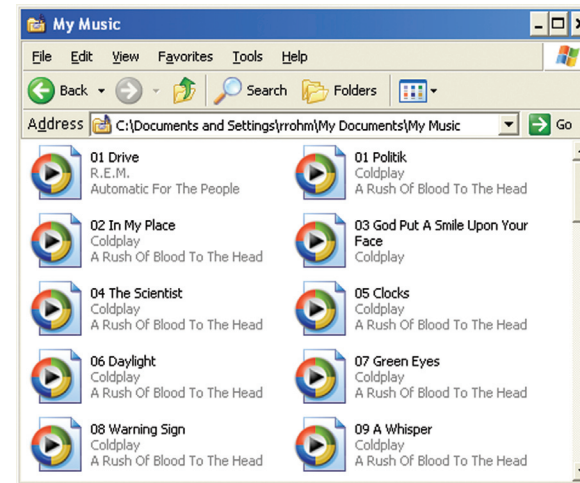 My Music
File Edit View Favorites Tools Help
Back Search Folders
Address C:\Documents and Settings\rrohm\My Documents\My Music Go
01 Drive
R.E.M.
Automatic For The People
01 Politik
Coldplay
A Rush Of Blood To The Head
02 In My Place
Coldplay
A Rush Of Blood To The Head
03 God Put A Smile Upon Your
Face
Coldplay
04 The Scientist
Coldplay
A Rush Of Blood To The Head
05 Clocks
Coldplay
A Rush Of Blood To The Head
06 Daylight
Coldplay
A Rush Of Blood To The Head
07 Green Eyes
Coldplay
A Rush Of Blood To The Head
08 Warning Sign
Coldplay
A Rush Of Blood To The Head
09 A Whisper
Coldplay
A Rush Of Blood To The Head